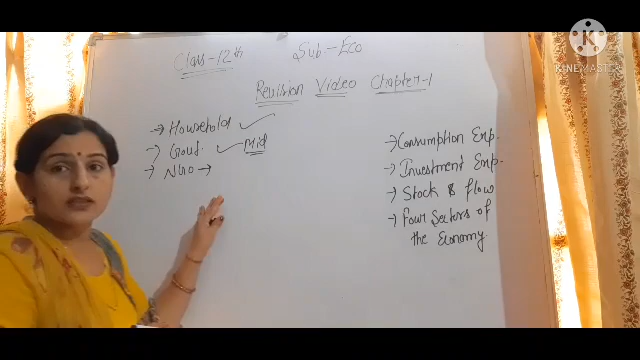 Class-12th Sub-Eco
Revision Video Chapter-1
→ Household ✓
→ Govt. ✓ Mid
→ NGO →
→ Consumption Exp.
→ Investment Exp.
→ Stock & flow
→ Four Sectors of
the Economy.
K
KINEMASTER